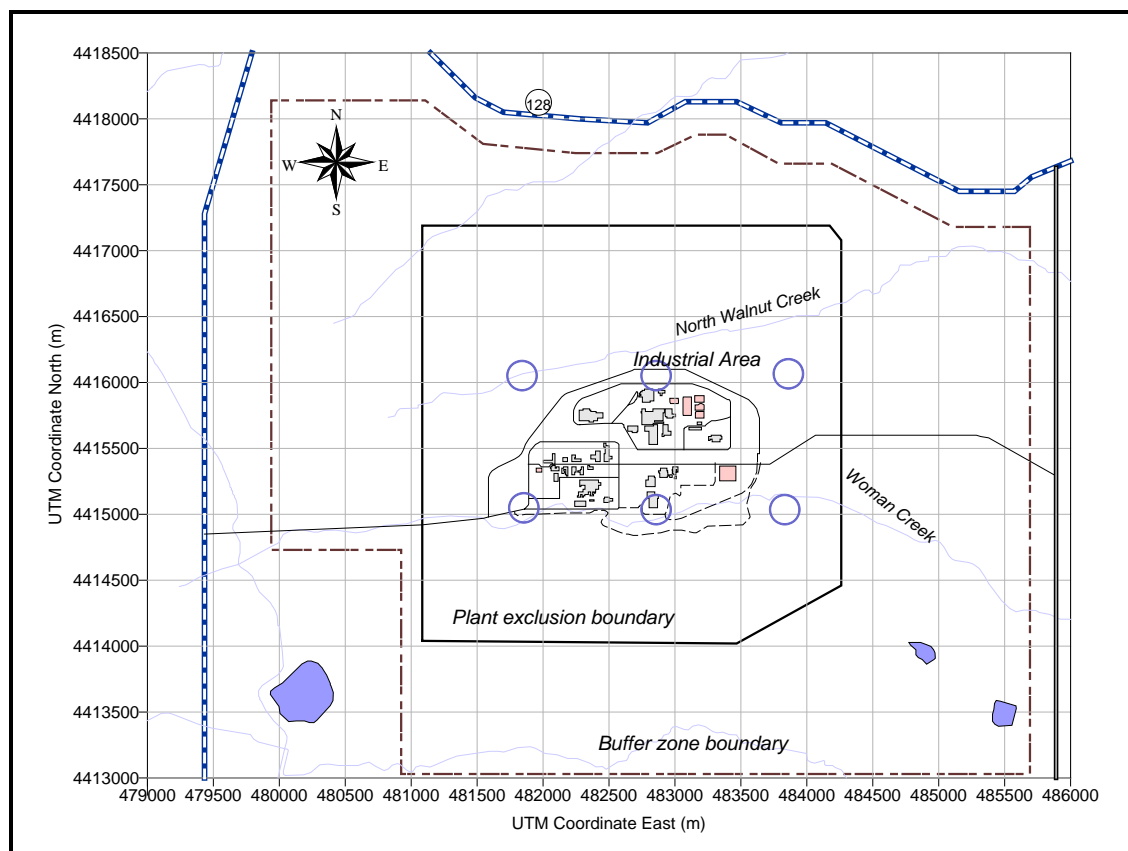 4418500
4418000
4417500
4417000
4416500
4416000
4415500
4415000
4414500
4414000
4413500
4413000
UTM Coordinate North (m)
128
N
W
E
S
North Walnut Creek
Industrial Area
Woman Creek
Plant exclusion boundary
Buffer zone boundary
479000 479500 480000 480500 481000 481500 482000 482500 483000 483500 484000 484500 485000 485500 486000
UTM Coordinate East (m)